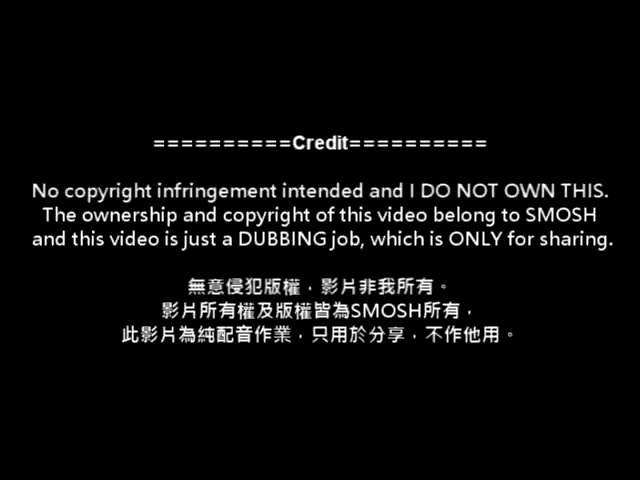 ==========Credit==========
No copyright infringement intended and I DO NOT OWN THIS.
The ownership and copyright of this video belong to SMOSH
and this video is just a DUBBING job, which is ONLY for sharing.
無意侵犯版權，影片非我所有。
影片所有權及版權皆為SMOSH所有，
此影片為純配音作業，只用於分享，不作他用。